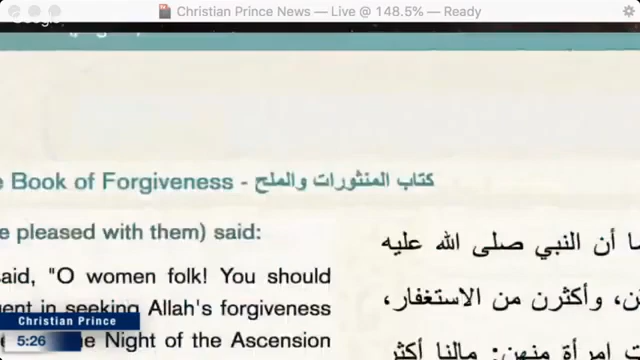 Christian Prince News — Live @ 148.5% — Ready
Book of Forgiveness - كتاب المنثورات والملح
pleased with them) said:
said, "O women folk! You should
in seeking Allah's forgiveness
Night of the Ascension
أن النبي صلى الله عليه
وأكثرن من الاستغفار،
امرأة منهن: مالنا أكثر
Christian Prince
5:26